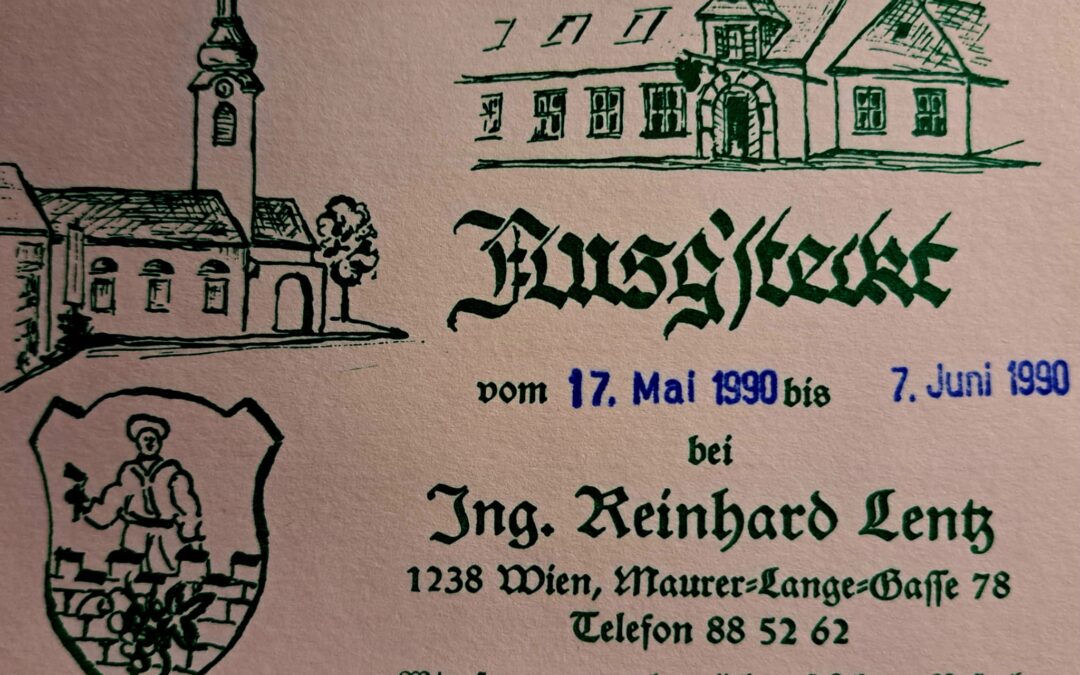 Ausg'steckt
vom 17. Mai 1990 bis 7. Juni 1990
bei
Ing. Reinhard Lentz
1238 Wien, Maurer=Lange=Gasse 78
Telefon 88 52 62